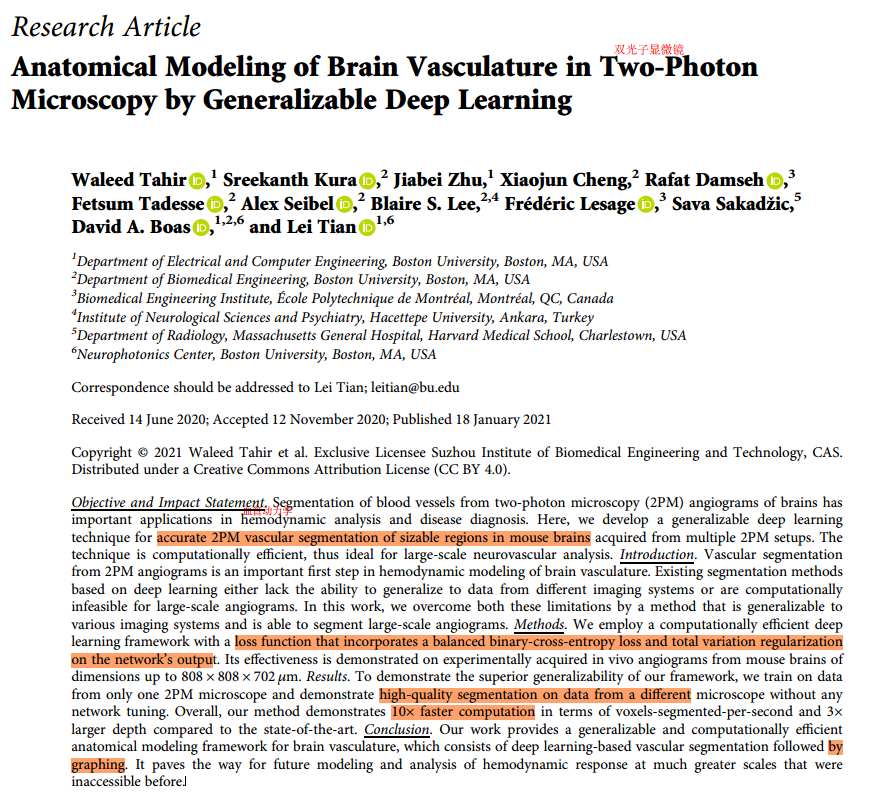 Research Article
双光子显微镜
Anatomical Modeling of Brain Vasculature in Two-Photon
Microscopy by Generalizable Deep Learning
Waleed Tahir iD,1 Sreekanth Kura iD,2 Jiabei Zhu,1 Xiaojun Cheng,2 Rafat Damseh iD,3
Fetsum Tadesse iD,2 Alex Seibel iD,2 Blaire S. Lee,2,4 Frédéric Lesage iD,3 Sava Sakadžic,5
David A. Boas iD,1,2,6 and Lei Tian iD1,6
1Department of Electrical and Computer Engineering, Boston University, Boston, MA, USA
2Department of Biomedical Engineering, Boston University, Boston, MA, USA
3Biomedical Engineering Institute, École Polytechnique de Montréal, Montréal, QC, Canada
4Institute of Neurological Sciences and Psychiatry, Hacettepe University, Ankara, Turkey
5Department of Radiology, Massachusetts General Hospital, Harvard Medical School, Charlestown, USA
6Neurophotonics Center, Boston University, Boston, MA, USA
Correspondence should be addressed to Lei Tian; leitian@bu.edu
Received 14 June 2020; Accepted 12 November 2020; Published 18 January 2021
Copyright © 2021 Waleed Tahir et al. Exclusive Licensee Suzhou Institute of Biomedical Engineering and Technology, CAS.
Distributed under a Creative Commons Attribution License (CC BY 4.0).
Objective and Impact Statement. Segmentation of blood vessels from two-photon microscopy (2PM) angiograms of brains has
important applications in hemodynamic analysis and disease diagnosis. Here, we develop a generalizable deep learning
technique for accurate 2PM vascular segmentation of sizable regions in mouse brains acquired from multiple 2PM setups. The
technique is computationally efficient, thus ideal for large-scale neurovascular analysis. Introduction. Vascular segmentation
from 2PM angiograms is an important first step in hemodynamic modeling of brain vasculature. Existing segmentation methods
based on deep learning either lack the ability to generalize to data from different imaging systems or are computationally
infeasible for large-scale angiograms. In this work, we overcome both these limitations by a method that is generalizable to
various imaging systems and is able to segment large-scale angiograms. Methods. We employ a computationally efficient deep
learning framework with a loss function that incorporates a balanced binary-cross-entropy loss and total variation regularization
on the network's output. Its effectiveness is demonstrated on experimentally acquired in vivo angiograms from mouse brains of
dimensions up to 808 × 808 × 702 μm. Results. To demonstrate the superior generalizability of our framework, we train on data
from only one 2PM microscope and demonstrate high-quality segmentation on data from a different microscope without any
network tuning. Overall, our method demonstrates 10× faster computation in terms of voxels-segmented-per-second and 3×
larger depth compared to the state-of-the-art. Conclusion. Our work provides a generalizable and computationally efficient
anatomical modeling framework for brain vasculature, which consists of deep learning-based vascular segmentation followed by
graphing. It paves the way for future modeling and analysis of hemodynamic response at much greater scales that were
inaccessible before.